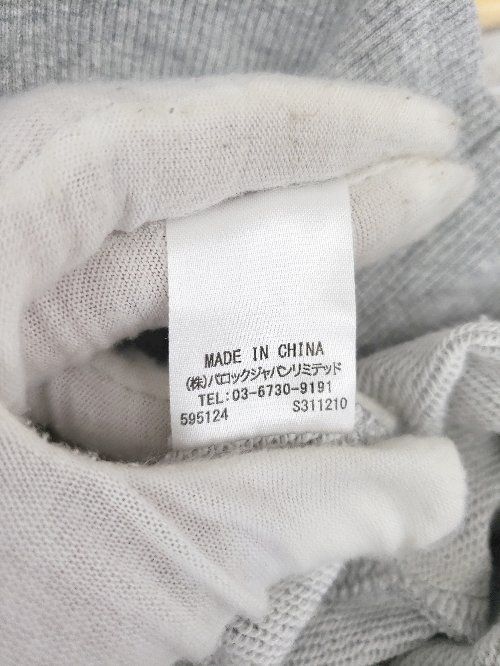 MADE IN CHINA
(株)バロックジャパンリミテッド
TEL:03-6730-9191
595124 S311210